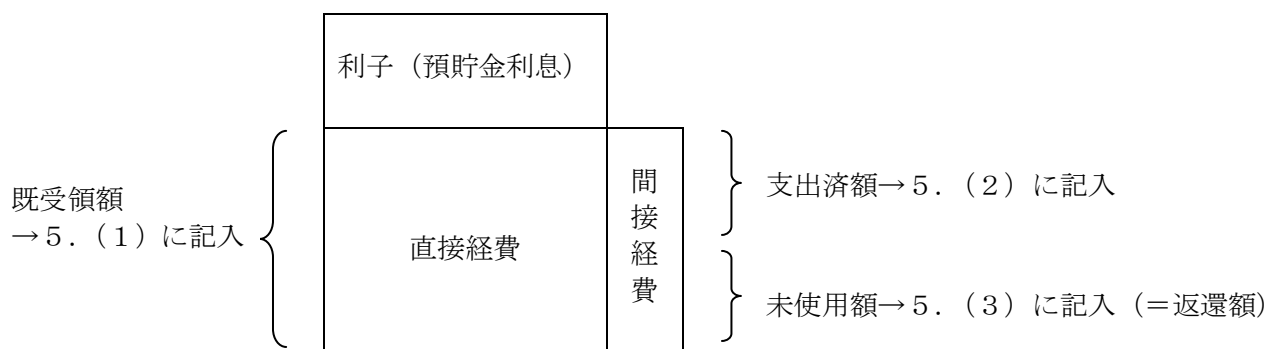 利子（預貯金利息）
既受領額
→５．（１）に記入
直接経費
間接経費
支出済額→５．（２）に記入
未使用額→５．（３）に記入（＝返還額）